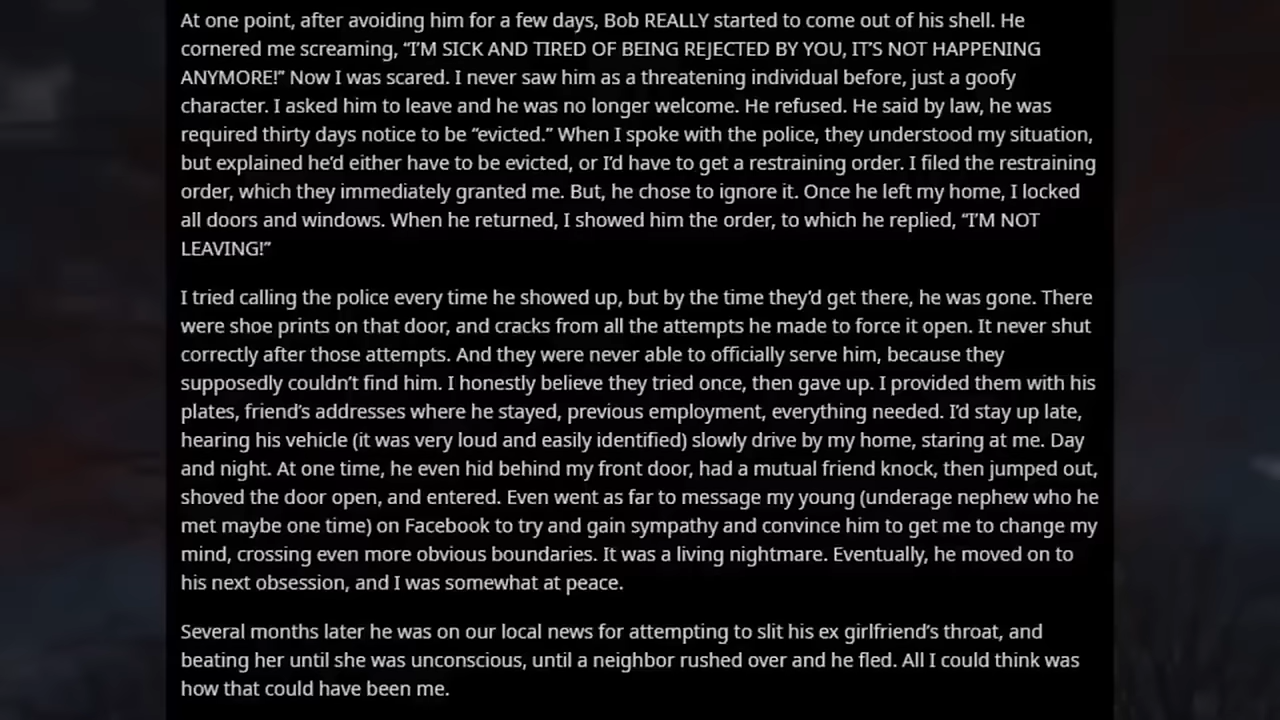 At one point, after avoiding him for a few days, Bob REALLY started to come out of his shell. He
cornered me screaming, “I’M SICK AND TIRED OF BEING REJECTED BY YOU, IT’S NOT HAPPENING
ANYMORE!” Now I was scared. I never saw him as a threatening individual before, just a goofy
character. I asked him to leave and he was no longer welcome. He refused. He said by law, he was
required thirty days notice to be “evicted.” When I spoke with the police, they understood my situation,
but explained he’d either have to be evicted, or I’d have to get a restraining order. I filed the restraining
order, which they immediately granted me. But, he chose to ignore it. Once he left my home, I locked
all doors and windows. When he returned, I showed him the order, to which he replied, “I’M NOT
LEAVING!”
I tried calling the police every time he showed up, but by the time they’d get there, he was gone. There
were shoe prints on that door, and cracks from all the attempts he made to force it open. It never shut
correctly after those attempts. And they were never able to officially serve him, because they
supposedly couldn’t find him. I honestly believe they tried once, then gave up. I provided them with his
plates, friend’s addresses where he stayed, previous employment, everything needed. I’d stay up late,
hearing his vehicle (it was very loud and easily identified) slowly drive by my home, staring at me. Day
and night. At one time, he even hid behind my front door, had a mutual friend knock, then jumped out,
shoved the door open, and entered. Even went as far to message my young (underage nephew who he
met maybe one time) on Facebook to try and gain sympathy and convince him to get me to change my
mind, crossing even more obvious boundaries. It was a living nightmare. Eventually, he moved on to
his next obsession, and I was somewhat at peace.
Several months later he was on our local news for attempting to slit his ex girlfriend’s throat, and
beating her until she was unconscious, until a neighbor rushed over and he fled. All I could think was
how that could have been me.